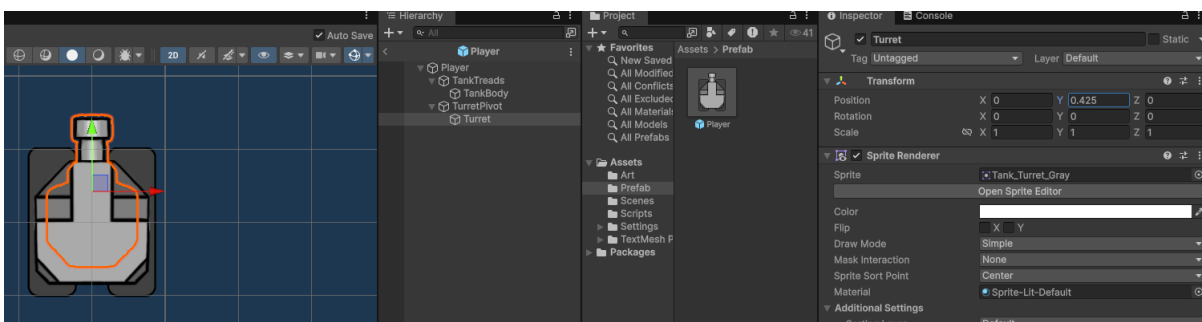 Auto Save
2D
Hierarchy
All
Player
Player
TankTreads
TankBody
TurretPivot
Turret
Project
41
Favorites
New Saved
All Modified
All Conflicts
All Excluded
All Materials
All Models
All Prefabs
Assets
Art
Prefab
Scenes
Scripts
Settings
TextMesh P
Packages
Assets > Prefab
Player
Inspector Console
Turret Static
Tag Untagged Layer Default
Transform
Position X 0 Y 0.425 Z 0
Rotation X 0 Y 0 Z 0
Scale X 1 Y 1 Z 1
Sprite Renderer
Sprite Tank_Turret_Gray
Open Sprite Editor
Color
Flip X Y
Draw Mode Simple
Mask Interaction None
Sprite Sort Point Center
Material Sprite-Lit-Default
Additional Settings